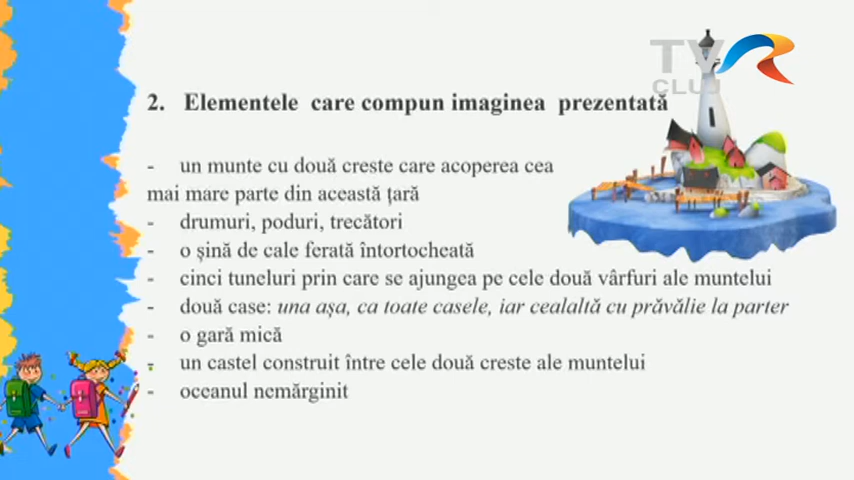 TVR
CLUJ
2. Elementele care compun imaginea prezentată
- un munte cu două creste care acoperea cea
mai mare parte din această țară
- drumuri, poduri, trecători
- o șină de cale ferată întortocheată
- cinci tuneluri prin care se ajungea pe cele două vârfuri ale muntelui
- două case: una așa, ca toate casele, iar cealaltă cu prăvălie la parter
- o gară mică
- un castel construit între cele două creste ale muntelui
- oceanul nemărginit